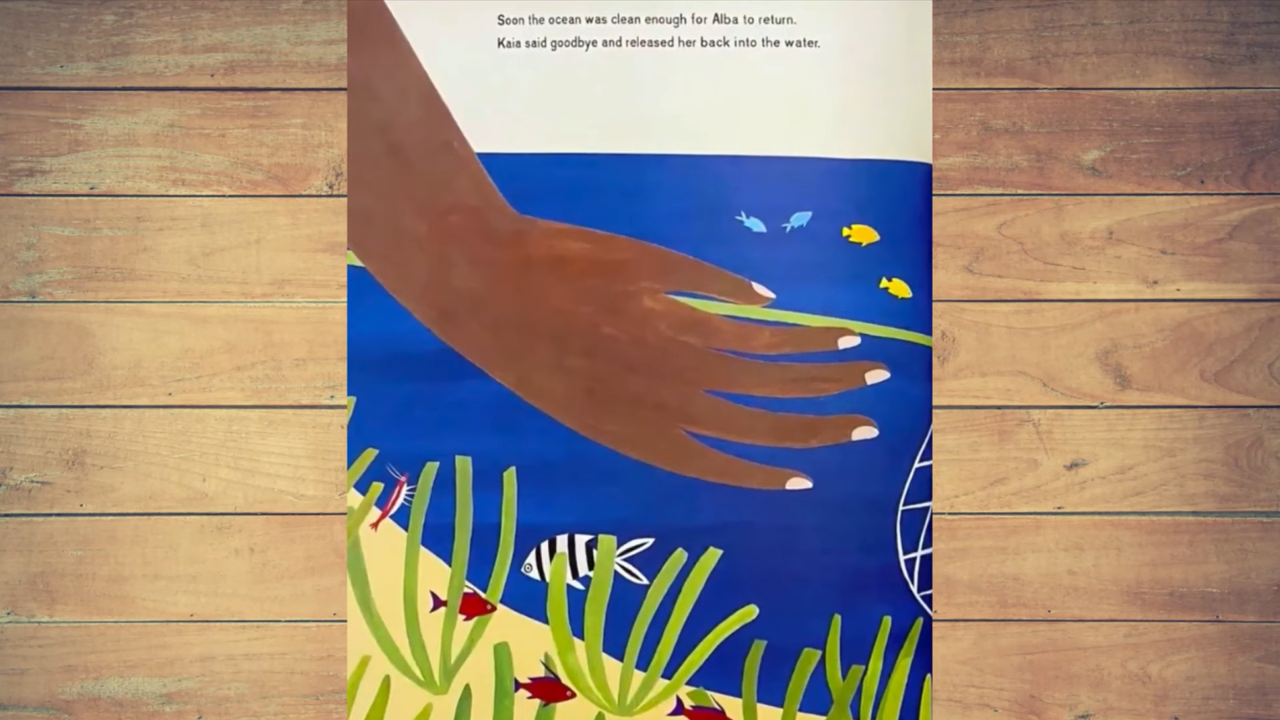 Soon the ocean was clean enough for Alba to return.
Kaia said goodbye and released her back into the water.